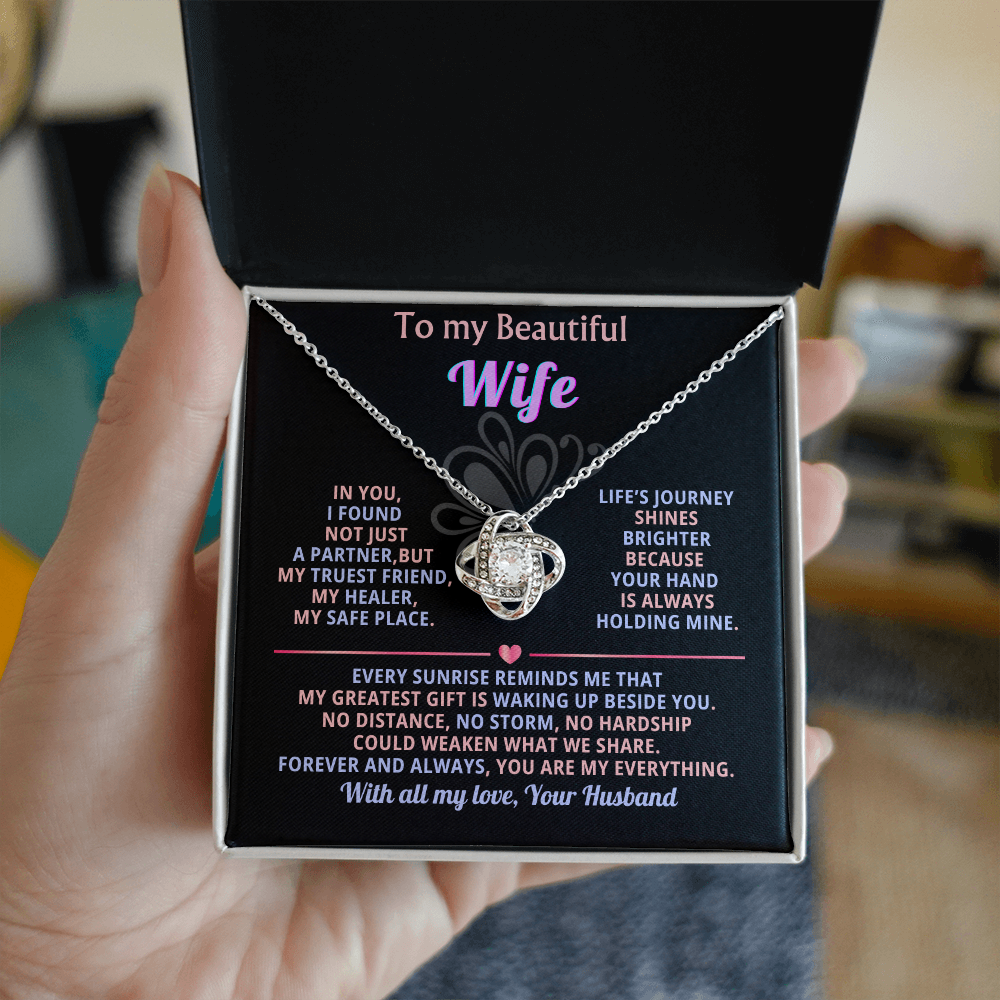 To my Beautiful
Wife
IN YOU,
I FOUND
NOT JUST
A PARTNER,BUT
MY TRUEST FRIEND,
MY HEALER,
MY SAFE PLACE.
LIFE'S JOURNEY
SHINES
BRIGHTER
BECAUSE
YOUR HAND
IS ALWAYS
HOLDING MINE.
EVERY SUNRISE REMINDS ME THAT
MY GREATEST GIFT IS WAKING UP BESIDE YOU.
NO DISTANCE, NO STORM, NO HARDSHIP
COULD WEAKEN WHAT WE SHARE.
FOREVER AND ALWAYS, YOU ARE MY EVERYTHING.
With all my love, Your Husband